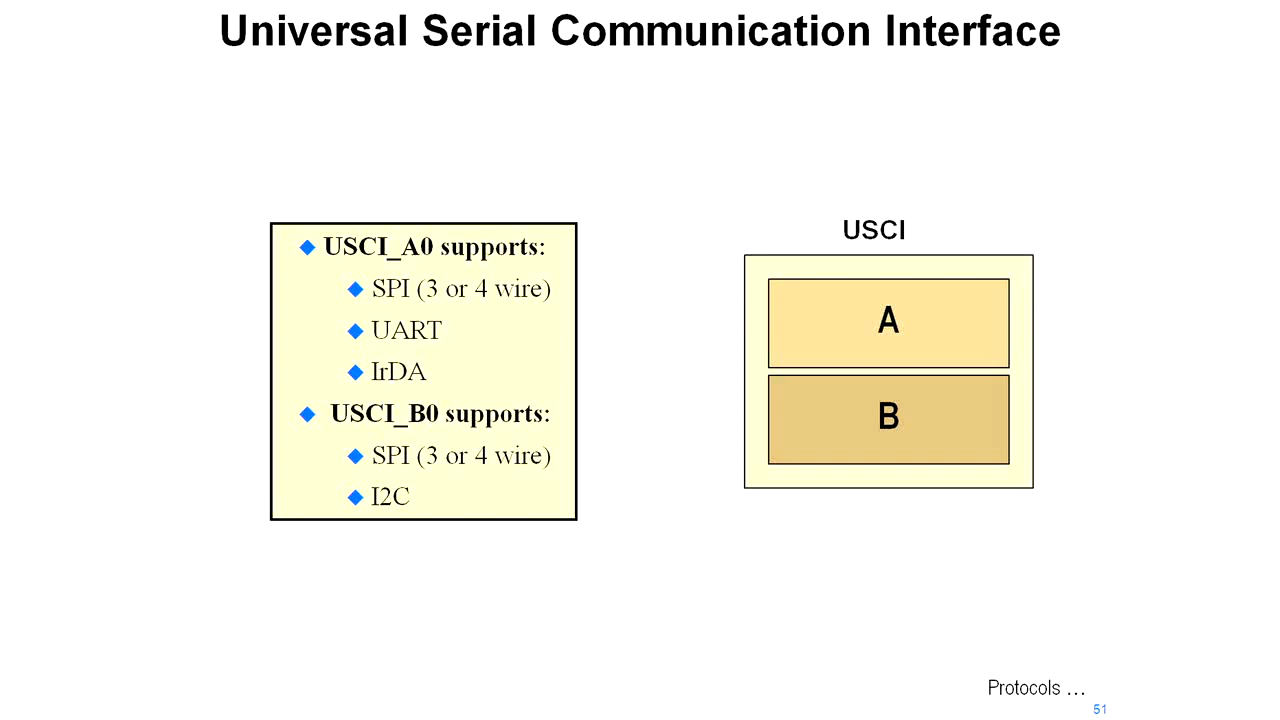 Universal Serial Communication Interface
USCI_A0 supports:
SPI (3 or 4 wire)
UART
IrDA
USCI_B0 supports:
SPI (3 or 4 wire)
I2C
USCI
A
B
Protocols ...
51